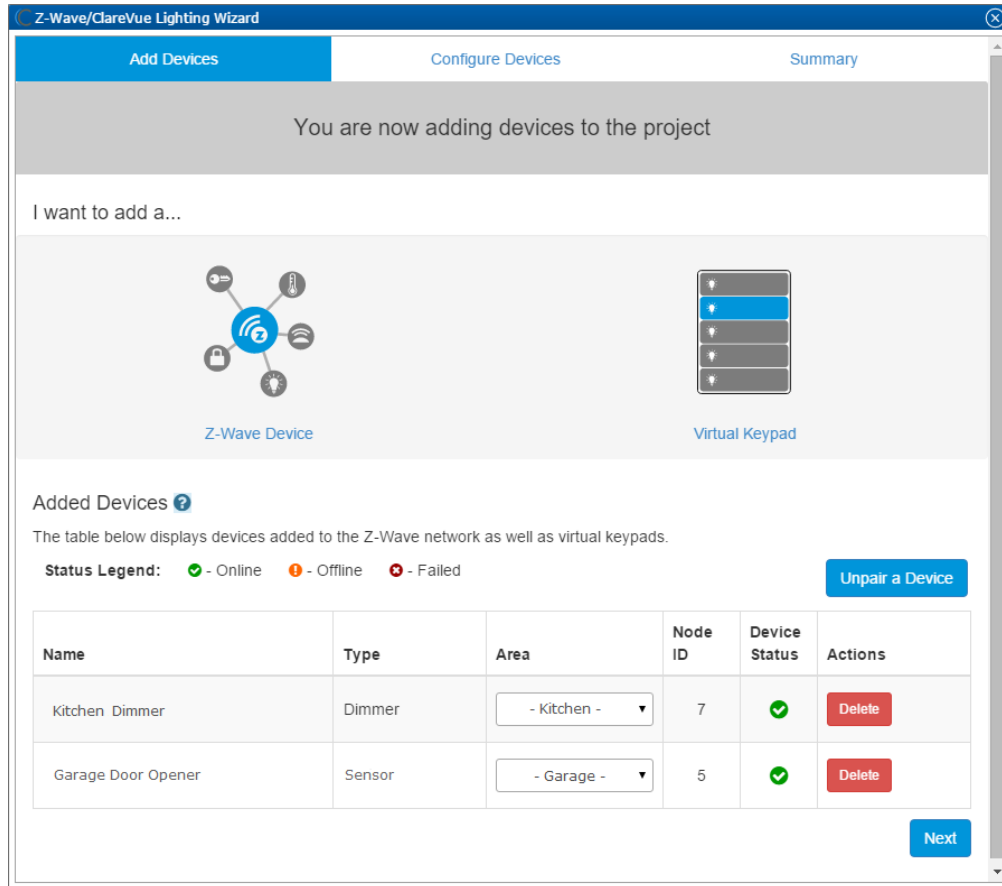 Z-Wave/ClareVue Lighting Wizard
Add Devices Configure Devices Summary
You are now adding devices to the project
I want to add a...
Z-Wave Device Virtual Keypad
Added Devices ?
The table below displays devices added to the Z-Wave network as well as virtual keypads.
Status Legend: - Online - Offline - Failed
Unpair a Device
Name Type Area Node ID Device Status Actions
Kitchen Dimmer Dimmer - Kitchen - 7 Delete
Garage Door Opener Sensor - Garage - 5 Delete
Next